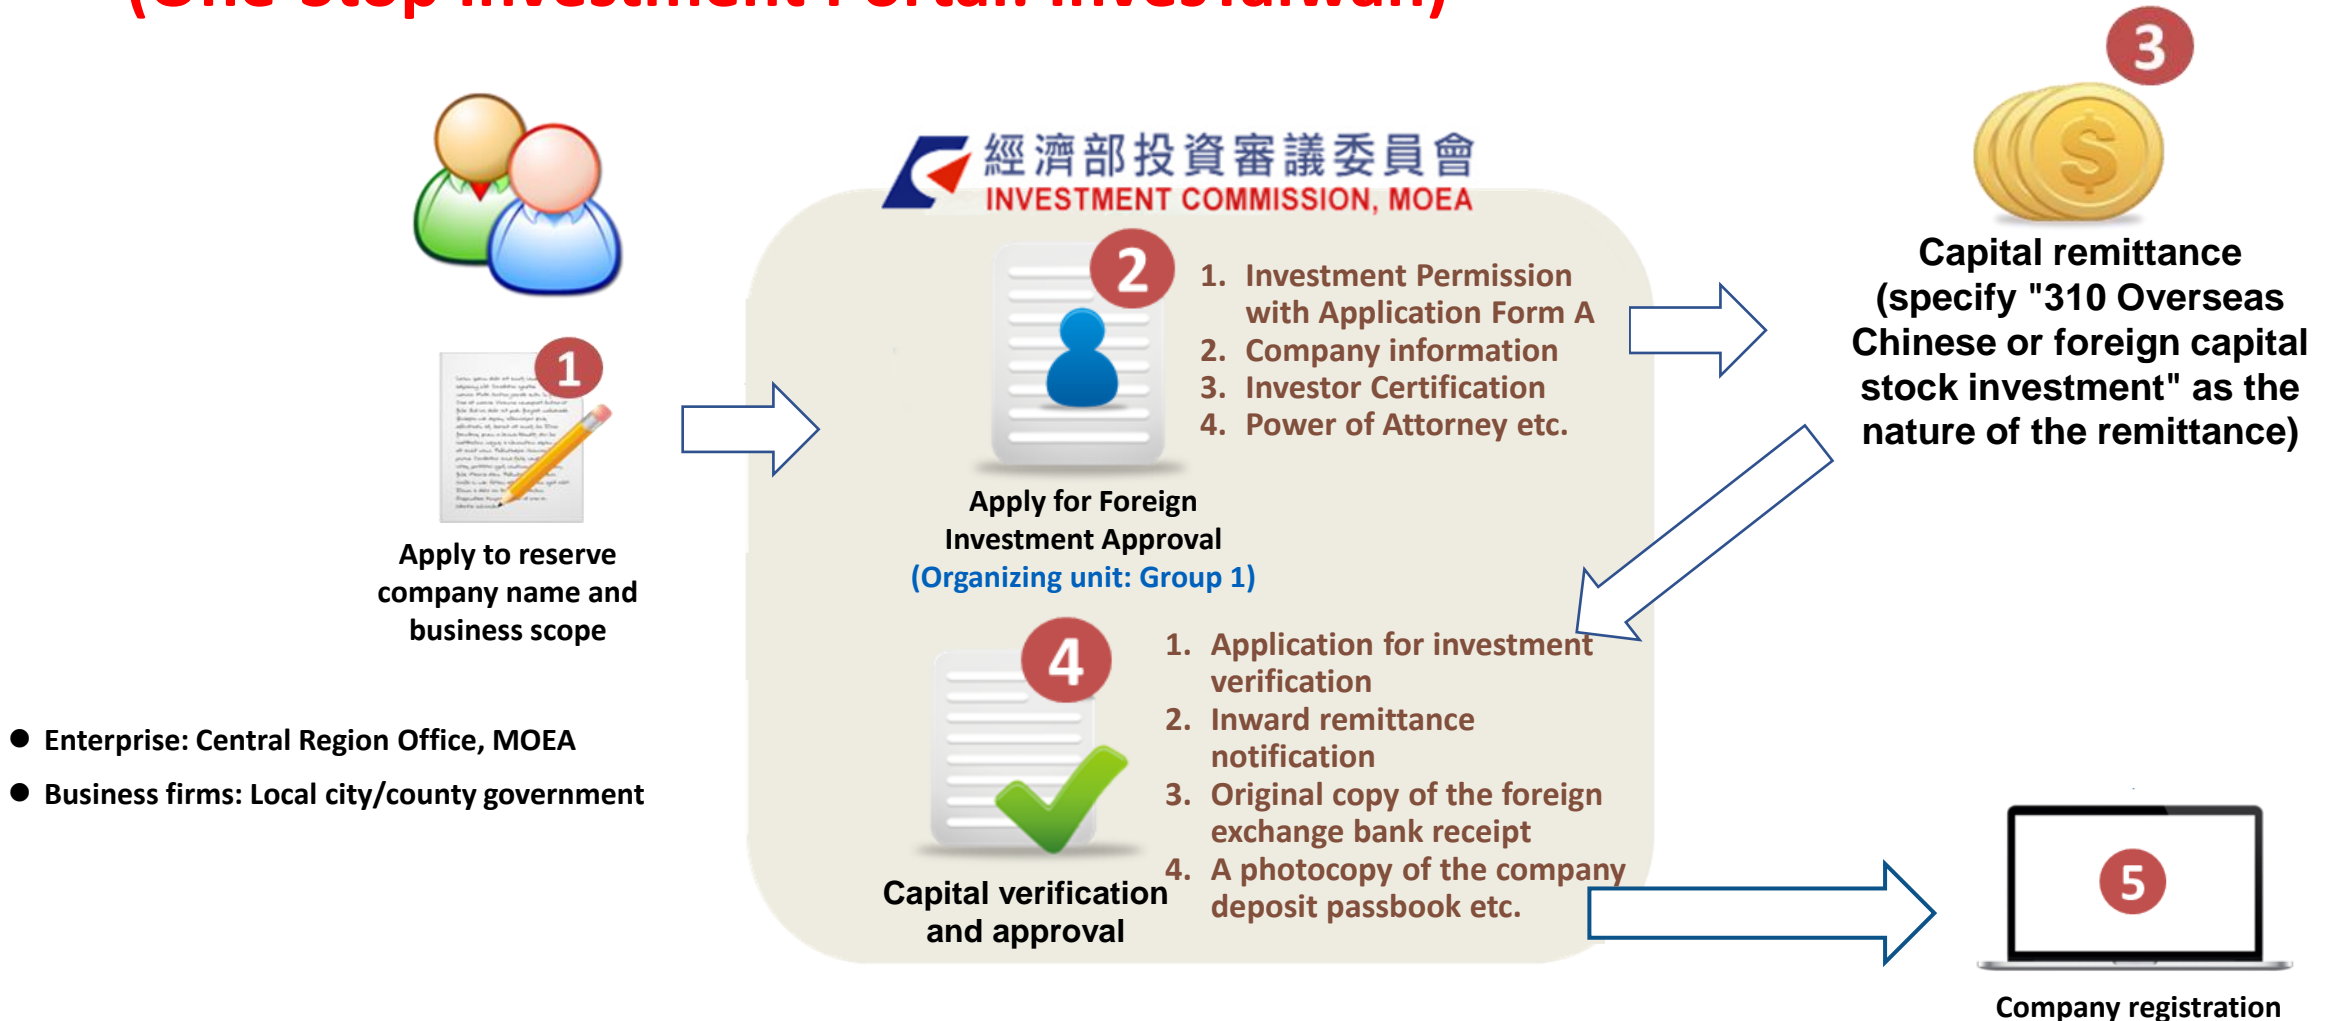 (One-Stop Investment Portal: InvesTaiwan)
3
經濟部投資審議委員會
INVESTMENT COMMISSION, MOEA
1
Apply to reserve
company name and
business scope
Enterprise: Central Region Office, MOEA
Business firms: Local city/county government
2
1. Investment Permission
with Application Form A
2. Company information
3. Investor Certification
4. Power of Attorney etc.
Apply for Foreign
Investment Approval
(Organizing unit: Group 1)
Capital remittance
(specify "310 Overseas
Chinese or foreign capital
stock investment" as the
nature of the remittance)
4
1. Application for investment
verification
2. Inward remittance
notification
3. Original copy of the foreign
exchange bank receipt
4. A photocopy of the company
deposit passbook etc.
Capital verification
and approval
5
Company registration